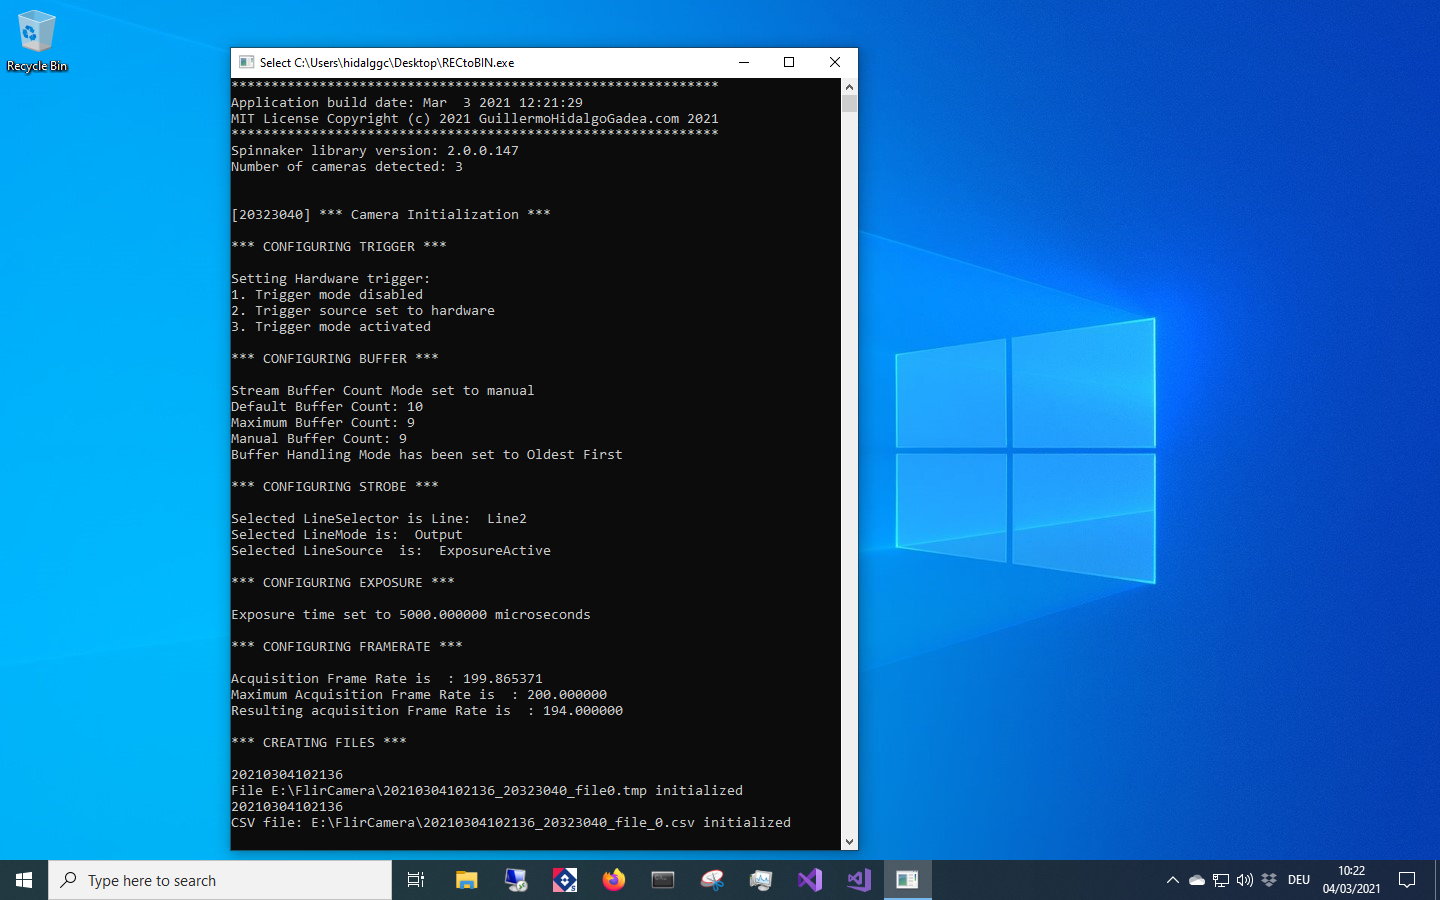 Recycle Bin
Select C:\Users\hidalggc\Desktop\RECtoBIN.exe
*************************************************************
Application build date: Mar  3 2021 12:21:29
MIT License Copyright (c) 2021 GuillermoHidalgoGadea.com 2021
*************************************************************
Spinnaker library version: 2.0.0.147
Number of cameras detected: 3
[20323040] *** Camera Initialization ***
*** CONFIGURING TRIGGER ***
Setting Hardware trigger:
1. Trigger mode disabled
2. Trigger source set to hardware
3. Trigger mode activated
*** CONFIGURING BUFFER ***
Stream Buffer Count Mode set to manual
Default Buffer Count: 10
Maximum Buffer Count: 9
Manual Buffer Count: 9
Buffer Handling Mode has been set to Oldest First
*** CONFIGURING STROBE ***
Selected LineSelector is Line:  Line2
Selected LineMode is:  Output
Selected LineSource  is:  ExposureActive
*** CONFIGURING EXPOSURE ***
Exposure time set to 5000.000000 microseconds
*** CONFIGURING FRAMERATE ***
Acquisition Frame Rate is  : 199.865371
Maximum Acquisition Frame Rate is  : 200.000000
Resulting acquisition Frame Rate is  : 194.000000
*** CREATING FILES ***
20210304102136
File E:\FlirCamera\20210304102136_20323040_file0.tmp initialized
20210304102136
CSV file: E:\FlirCamera\20210304102136_20323040_file_0.csv initialized
Type here to search
DEU
10:22
04/03/2021